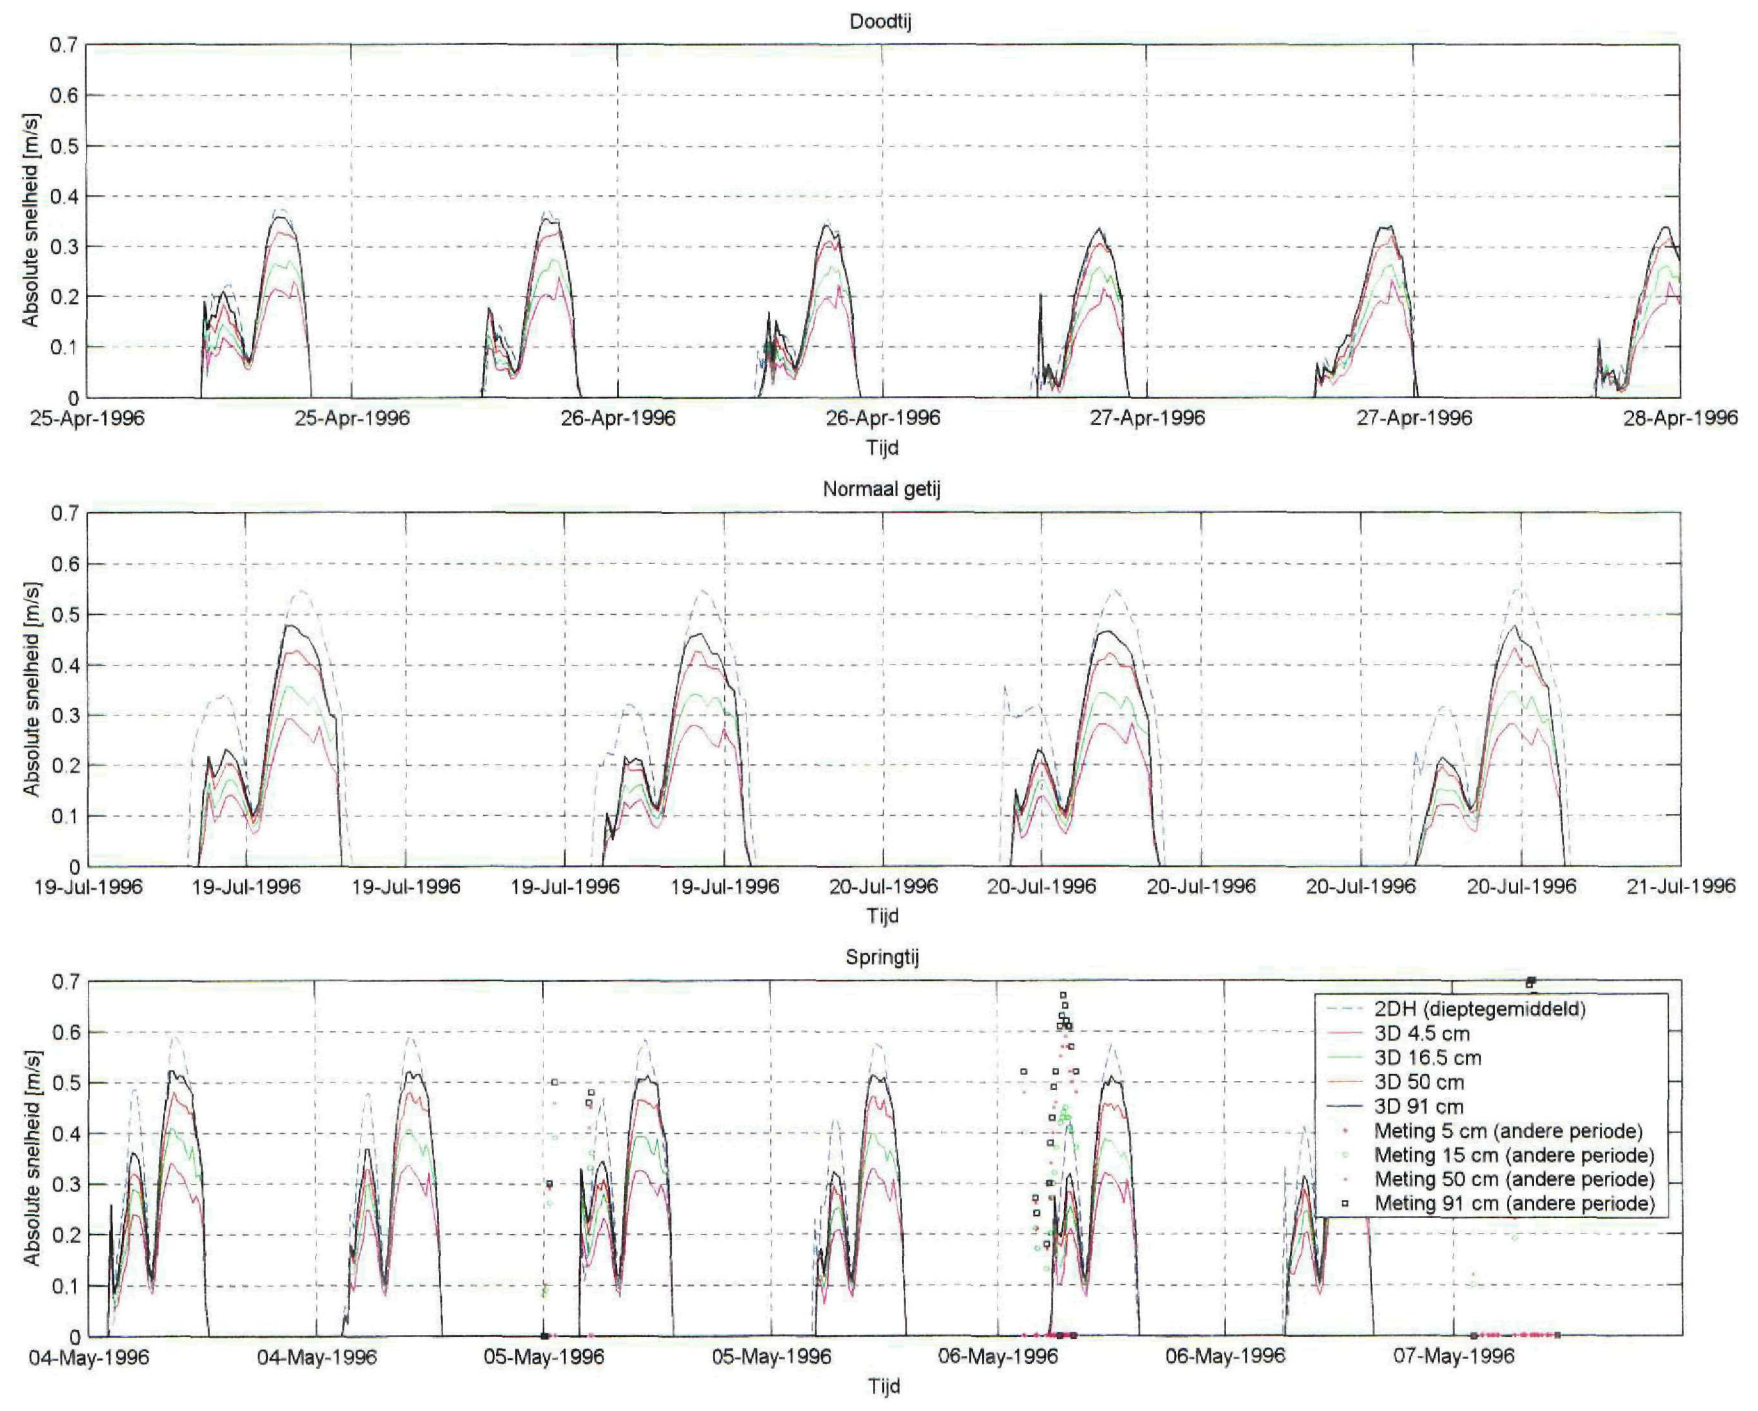 Doodtij
Absolute snelheid [m/s]
0.7
0.6
0.5
0.4
0.3
0.2
0.1
0
25-Apr-1996 25-Apr-1996 26-Apr-1996 26-Apr-1996 27-Apr-1996 27-Apr-1996 28-Apr-1996
Tijd
Normaal getij
Absolute snelheid [m/s]
0.7
0.6
0.5
0.4
0.3
0.2
0.1
0
19-Jul-1996 19-Jul-1996 19-Jul-1996 19-Jul-1996 19-Jul-1996 20-Jul-1996 20-Jul-1996 20-Jul-1996 20-Jul-1996 20-Jul-1996 21-Jul-1996
Tijd
Springtij
Absolute snelheid [m/s]
0.7
0.6
0.5
0.4
0.3
0.2
0.1
0
2DH (dieptegemiddeld)
3D 4.5 cm
3D 16.5 cm
3D 50 cm
3D 91 cm
Meting 5 cm (andere periode)
Meting 15 cm (andere periode)
Meting 50 cm (andere periode)
Meting 91 cm (andere periode)
04-May-1996 04-May-1996 05-May-1996 05-May-1996 06-May-1996 06-May-1996 07-May-1996
Tijd